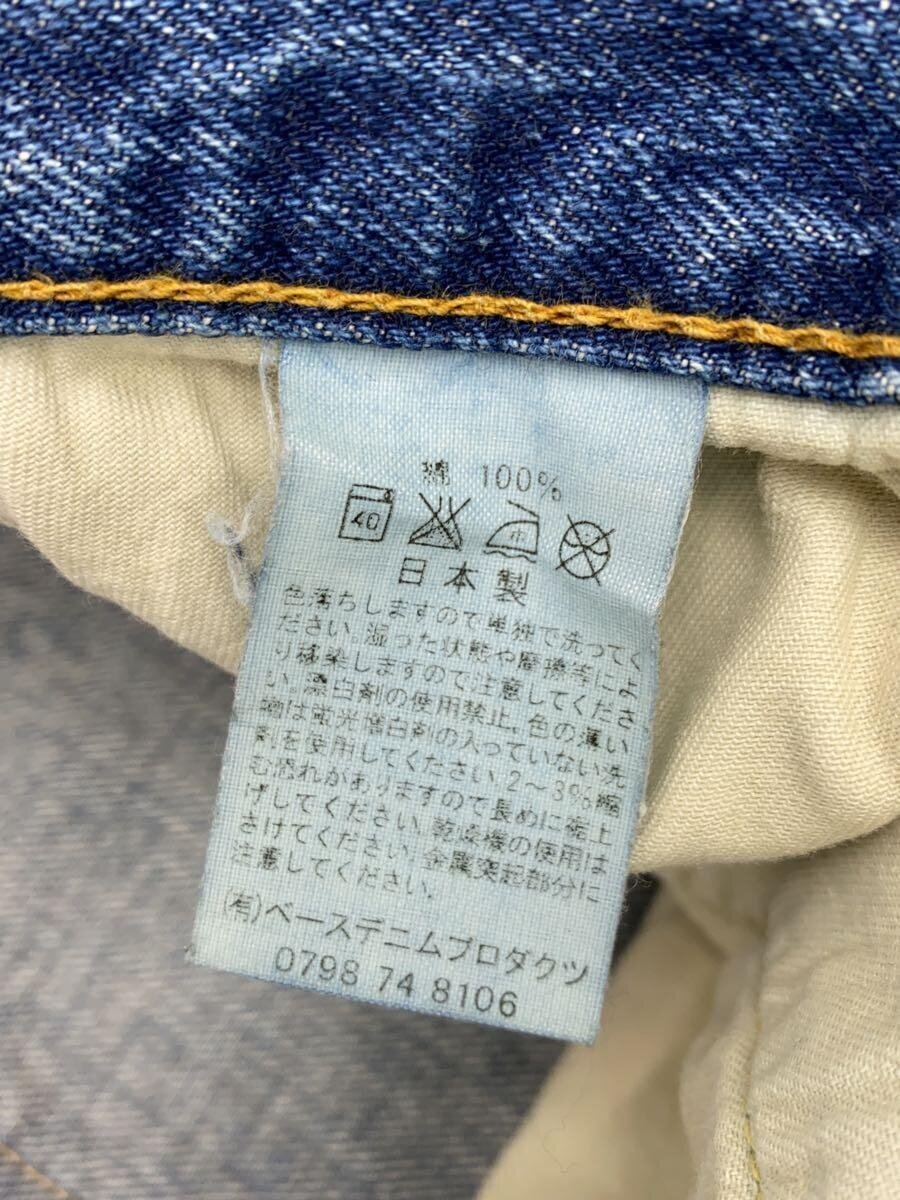 綿 100%
40
中
日本製
色落ちしますので単独で洗ってく
ださい。湿った状態や摩擦等によ
り移染しますので注意してくださ
い。漂白剤の使用禁止。色の薄い
物は蛍光増白剤の入っていない洗
剤を使用してください。2～3%縮
む恐れがありますので長めに裾上
げしてください。乾燥機の使用は
さけてください。金属突起部分に
注意してください。
(有)ベースデニムプロダクツ
0798 74 8106